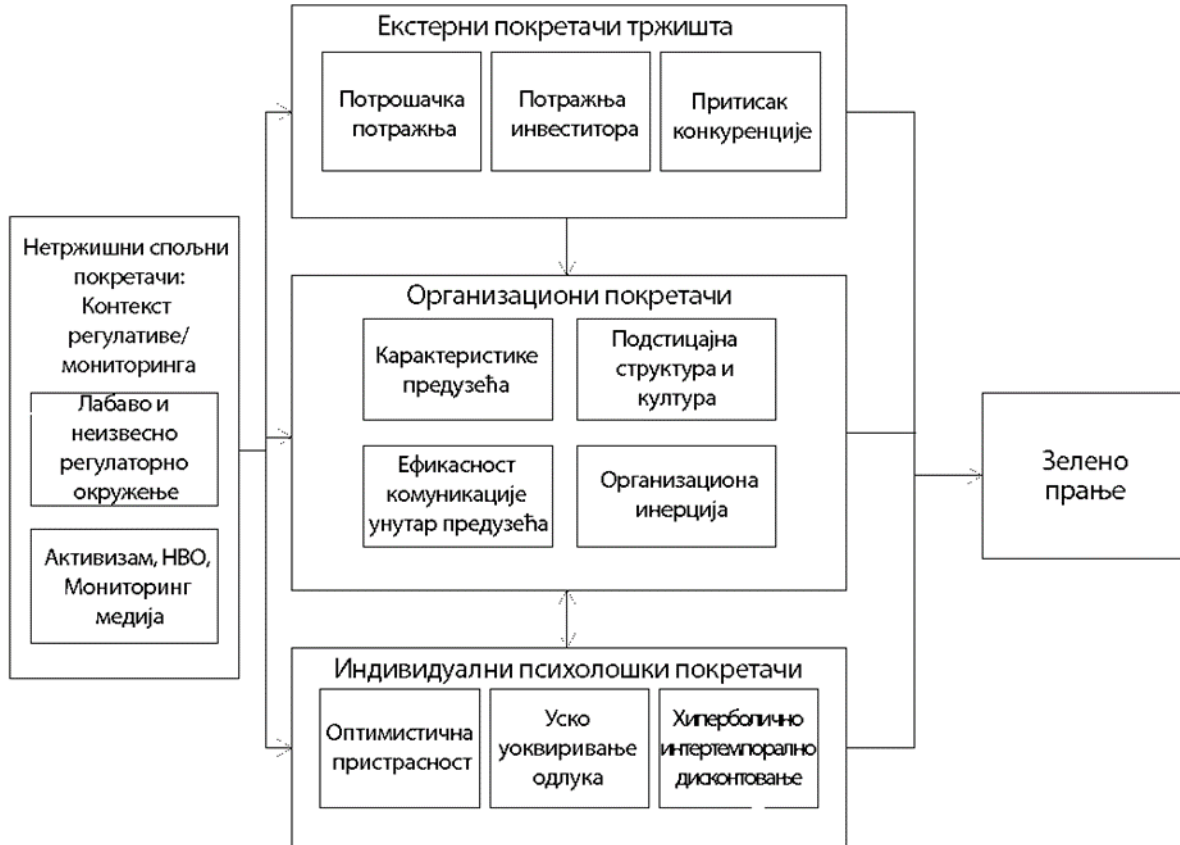 Екстерни покретачи тржишта
Потрошачка
потражња
Потражња
инвеститора
Притисак
конкуренције
Нетржишни спољни
покретачи:
Контекст
регулативе/
мониторинга
Лабаво и
неизвесно
регулаторно
окружење
Активизам, НВО,
Мониторинг
медија
Организациони покретачи
Карактеристике
предузећа
Подстицајна
структура и
култура
Ефикасност
комуникације
унутар предузећа
Организациона
инерција
Индивидуални психолошки покретачи
Оптимистична
пристрасност
Уско
уоквиривање
одлука
Хиперболично
интертемпорално
дисконтовање
Зелено
прање